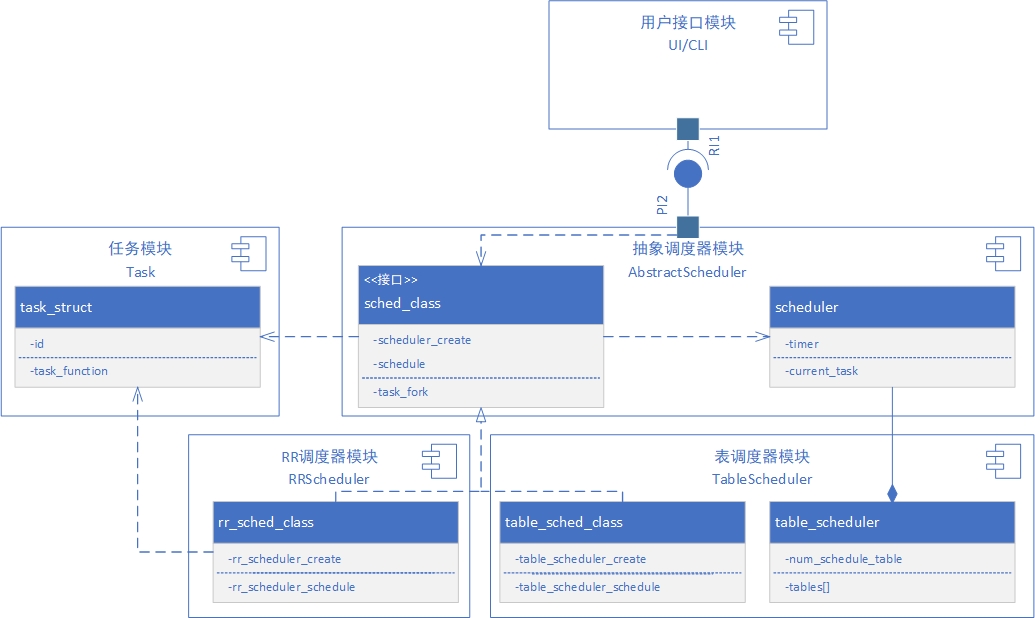 用户接口模块
UI/CLI
RI1
PI2
任务模块
Task
task_struct
-id
-task_function
抽象调度器模块
AbstractScheduler
<<接口>>
sched_class
-scheduler_create
-schedule
-task_fork
scheduler
-timer
-current_task
RR调度器模块
RRScheduler
rr_sched_class
-rr_scheduler_create
-rr_scheduler_schedule
表调度器模块
TableScheduler
table_sched_class
-table_scheduler_create
-table_scheduler_schedule
table_scheduler
-num_schedule_table
-tables[]